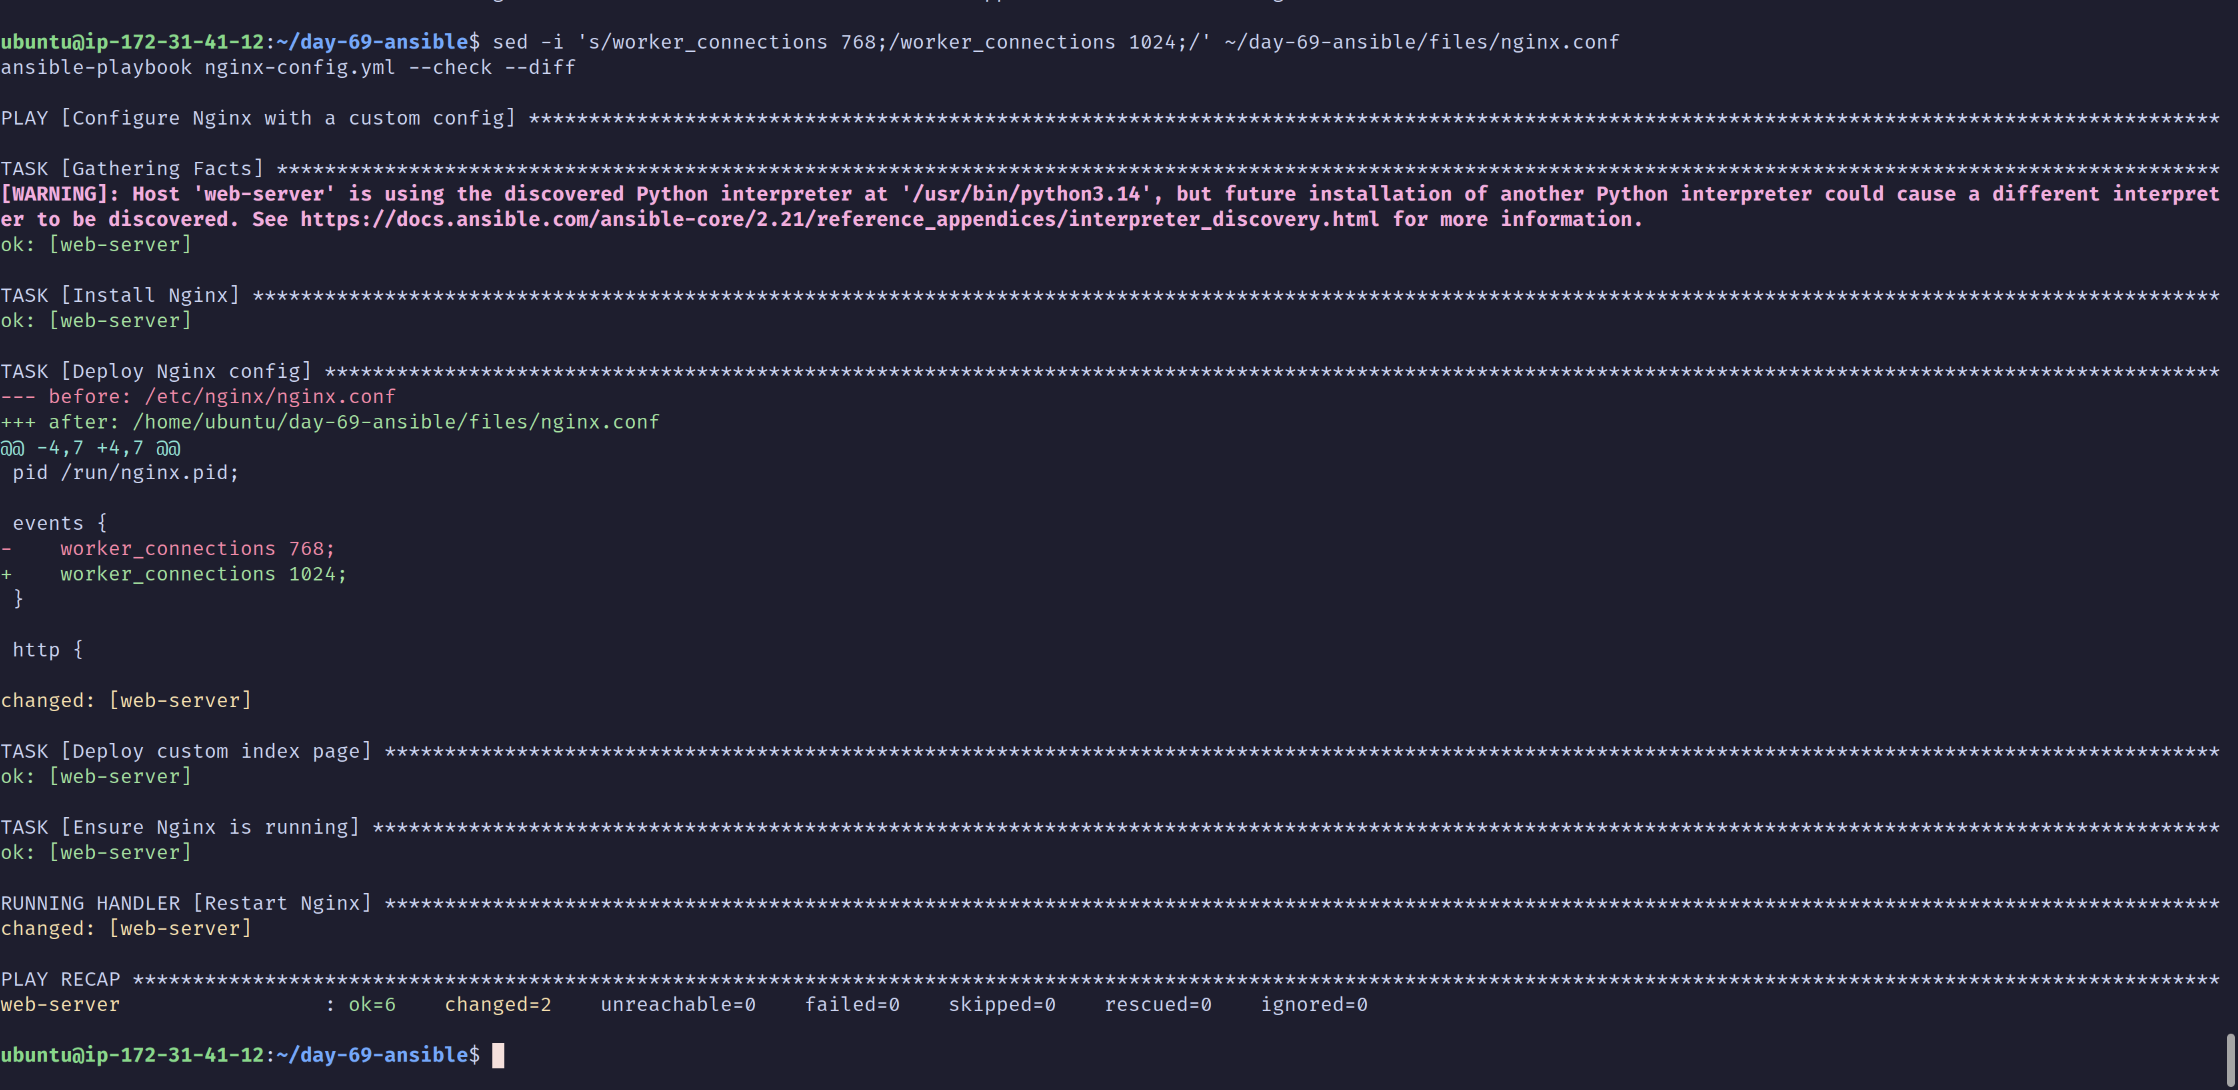 ubuntu@ip-172-31-41-12:~/day-69-ansible$ sed -i 's/worker_connections 768;/worker_connections 1024;/' ~/day-69-ansible/files/nginx.conf
ansible-playbook nginx-config.yml --check --diff
PLAY [Configure Nginx with a custom config] *********************************************************************************************************************************************
TASK [Gathering Facts] ******************************************************************************************************************************************************************
[WARNING]: Host 'web-server' is using the discovered Python interpreter at '/usr/bin/python3.14', but future installation of another Python interpreter could cause a different interpret
er to be discovered. See https://docs.ansible.com/ansible-core/2.21/reference_appendices/interpreter_discovery.html for more information.
ok: [web-server]
TASK [Install Nginx] ********************************************************************************************************************************************************************
ok: [web-server]
TASK [Deploy Nginx config] **************************************************************************************************************************************************************
--- before: /etc/nginx/nginx.conf
+++ after: /home/ubuntu/day-69-ansible/files/nginx.conf
@@ -4,7 +4,7 @@
 pid /run/nginx.pid;
 events {
-    worker_connections 768;
+    worker_connections 1024;
 }
 http {
changed: [web-server]
TASK [Deploy custom index page] *********************************************************************************************************************************************************
ok: [web-server]
TASK [Ensure Nginx is running] **********************************************************************************************************************************************************
ok: [web-server]
RUNNING HANDLER [Restart Nginx] *********************************************************************************************************************************************************
changed: [web-server]
PLAY RECAP ******************************************************************************************************************************************************************************
web-server                 : ok=6    changed=2    unreachable=0    failed=0    skipped=0    rescued=0    ignored=0
ubuntu@ip-172-31-41-12:~/day-69-ansible$